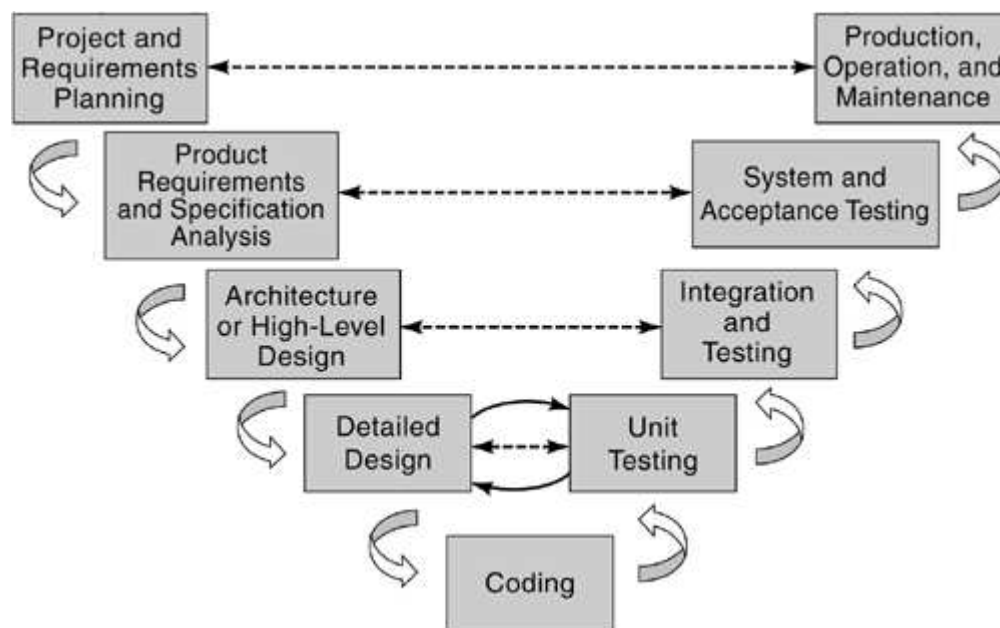 Project and
Requirements
Planning
Production,
Operation, and
Maintenance
Product
Requirements
and Specification
Analysis
System and
Acceptance Testing
Architecture
or High-Level
Design
Integration
and
Testing
Detailed
Design
Unit
Testing
Coding